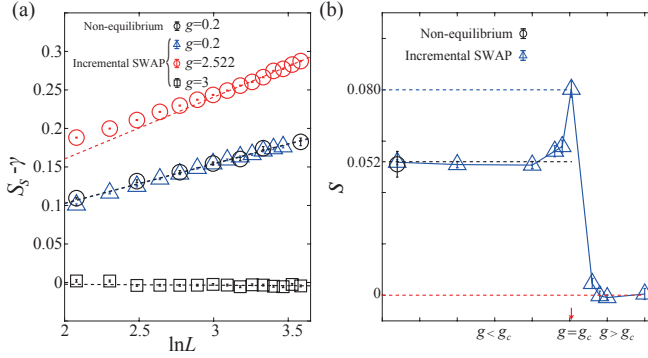 (a)
Non-equilibrium g=0.2
g=0.2
Incremental SWAP g=2.522
g=3
0.3
0.25
0.2
0.15
0.1
0.05
0
S_s - γ
2 2.5 3 3.5
lnL
(b)
Non-equilibrium
Incremental SWAP
0.080
0.052
0
S
g < g_c g=g_c g> g_c